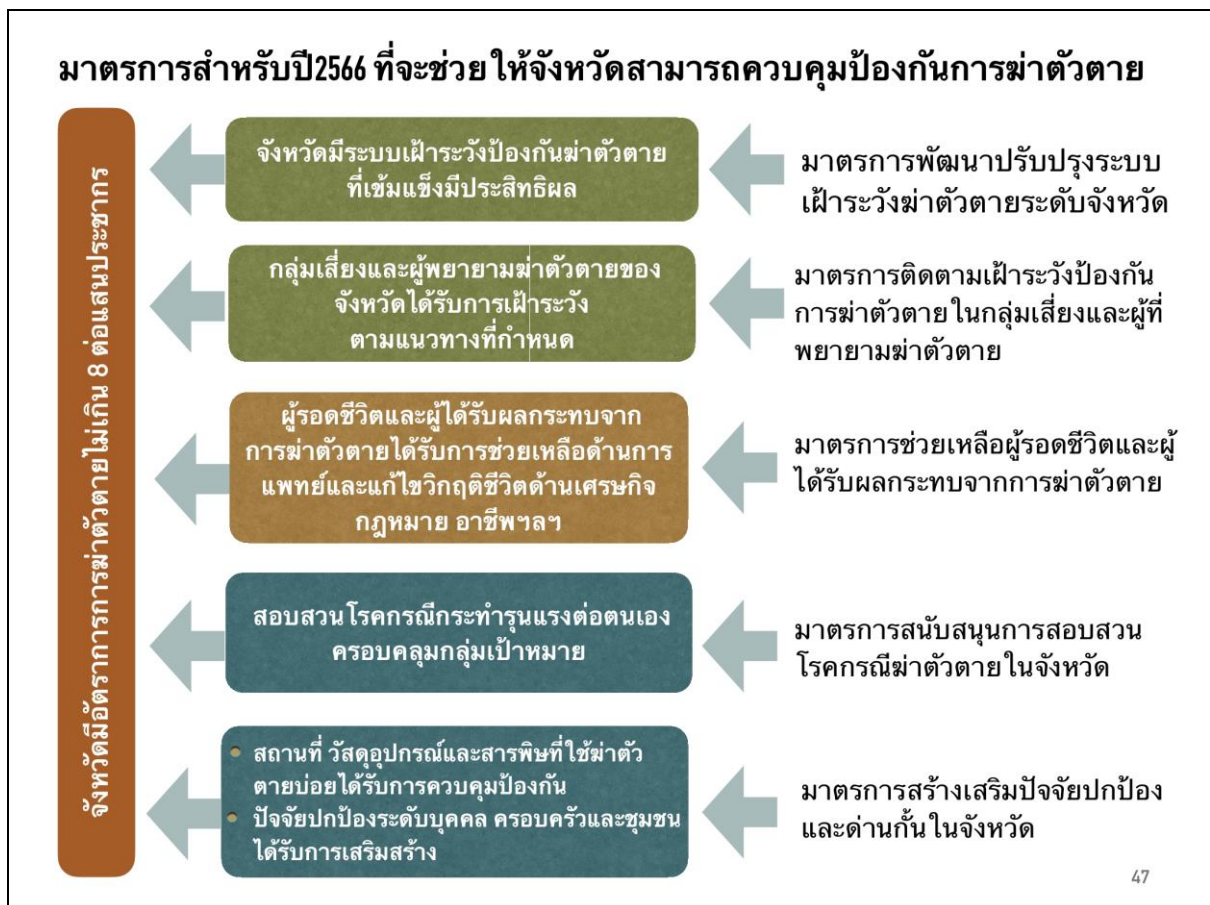 มาตรการสำหรับปี2566 ที่จะช่วยให้จังหวัดสามารถควบคุมป้องกันการฆ่าตัวตาย
จังหวัดมีอัตราการการฆ่าตัวตายไม่เกิน 8 ต่อแสนประชากร
จังหวัดมีระบบเฝ้าระวังป้องกันฆ่าตัวตาย
ที่เข้มแข็งมีประสิทธิผล
มาตรการพัฒนาปรับปรุงระบบ
เฝ้าระวังฆ่าตัวตายระดับจังหวัด
กลุ่มเสี่ยงและผู้พยายามฆ่าตัวตายของ
จังหวัดได้รับการเฝ้าระวัง
ตามแนวทางที่กำหนด
มาตรการติดตามเฝ้าระวังป้องกัน
การฆ่าตัวตายในกลุ่มเสี่ยงและผู้ที่
พยายามฆ่าตัวตาย
ผู้รอดชีวิตและผู้ได้รับผลกระทบจาก
การฆ่าตัวตายได้รับการช่วยเหลือด้านการ
แพทย์และแก้ไขวิกฤติชีวิตด้านเศรษฐกิจ
กฎหมาย อาชีพฯลฯ
มาตรการช่วยเหลือผู้รอดชีวิตและผู้
ได้รับผลกระทบจากการฆ่าตัวตาย
สอบสวนโรคกรณีกระทำรุนแรงต่อตนเอง
ครอบคลุมกลุ่มเป้าหมาย
มาตรการสนับสนุนการสอบสวน
โรคกรณีฆ่าตัวตายในจังหวัด
สถานที่ วัสดุอุปกรณ์และสารพิษที่ใช้ฆ่าตัว
ตายบ่อยได้รับการควบคุมป้องกัน
ปัจจัยปกป้องระดับบุคคล ครอบครัวและชุมชน
ได้รับการเสริมสร้าง
มาตรการสร้างเสริมปัจจัยปกป้อง
และด่านกั้นในจังหวัด
47